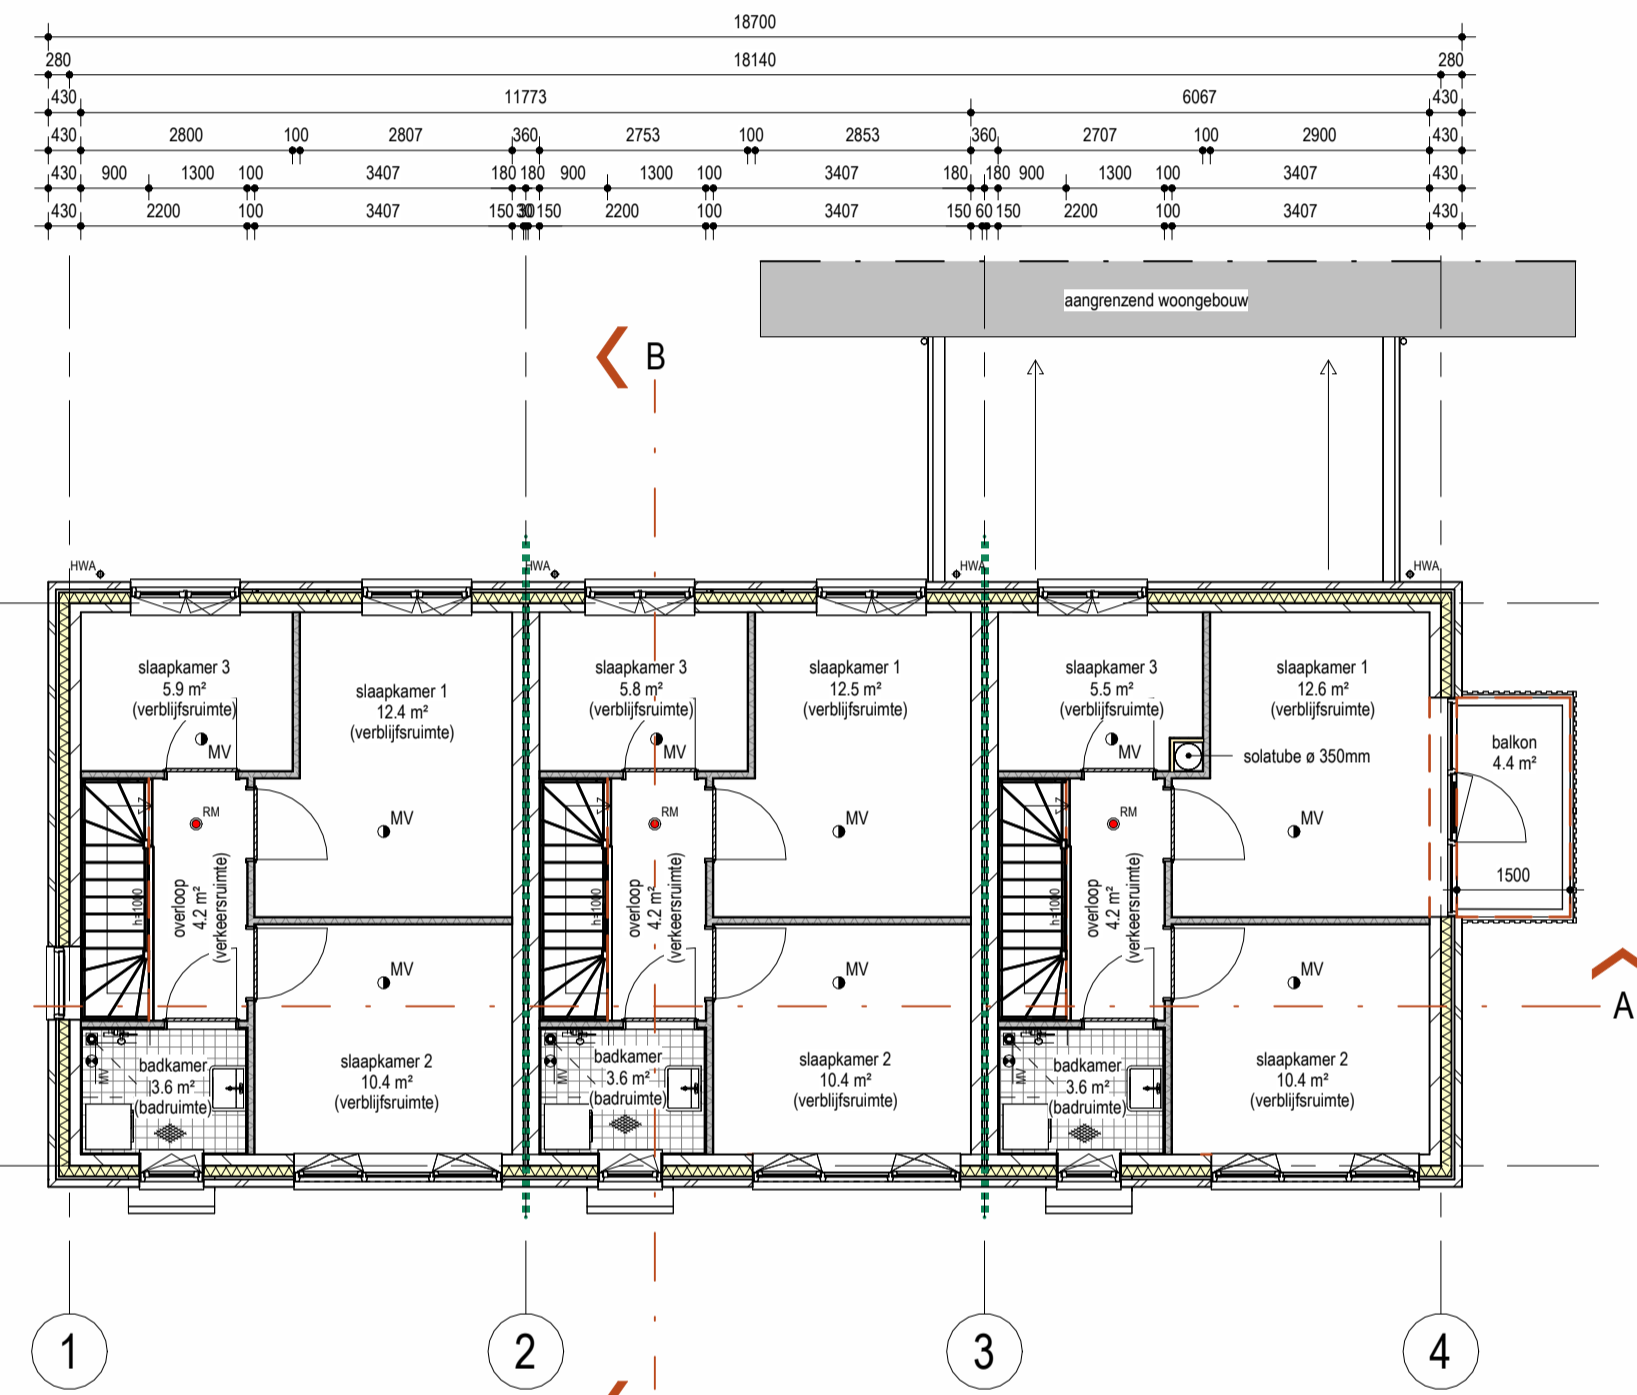 18700
280 18140 280
430 11773 6067 430
430 2800 100 2807 360 2753 100 2853 360 2707 100 2900 430
430 900 1300 100 3407 180 180 900 1300 100 3407 180 180 900 1300 100 3407 430
430 2200 100 3407 150 30 150 2200 100 3407 150 60 150 2200 100 3407 430
aangrenzend woongebouw
B
HWA
HWA
HWA
HWA
slaapkamer 3
5.9 m²
(verblijfsruimte)
MV
slaapkamer 1
12.4 m²
(verblijfsruimte)
MV
slaapkamer 3
5.8 m²
(verblijfsruimte)
MV
slaapkamer 1
12.5 m²
(verblijfsruimte)
MV
slaapkamer 3
5.5 m²
(verblijfsruimte)
MV
slaapkamer 1
12.6 m²
(verblijfsruimte)
solatube ø 350mm
MV
balkon
4.4 m²
1500
RM
overloop
4.2 m²
(verkeersruimte)
h=1000
RM
overloop
4.2 m²
(verkeersruimte)
h=1000
RM
overloop
4.2 m²
(verkeersruimte)
h=1000
MV
MV
MV
A
badkamer
3.6 m²
(badruimte)
MV
slaapkamer 2
10.4 m²
(verblijfsruimte)
badkamer
3.6 m²
(badruimte)
MV
slaapkamer 2
10.4 m²
(verblijfsruimte)
badkamer
3.6 m²
(badruimte)
MV
slaapkamer 2
10.4 m²
(verblijfsruimte)
1 2 3 4